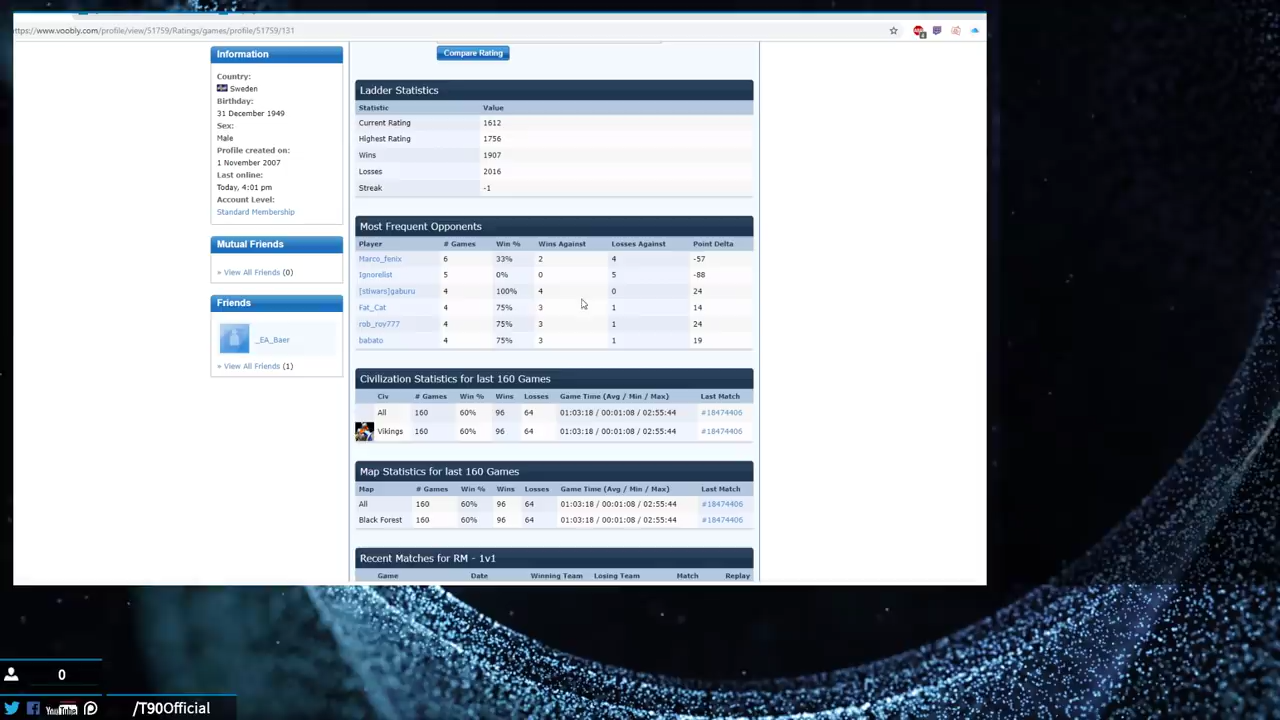 ttps://www.voobly.com/profile/view/51759/Ratings/games/profile/51759/131
Compare Rating
Information
Country:
Sweden
Birthday:
31 December 1949
Sex:
Male
Profile created on:
1 November 2007
Last online:
Today, 4:01 pm
Account Level:
Standard Membership
Mutual Friends
» View All Friends (0)
Friends
_EA_Baer
» View All Friends (1)
Ladder Statistics
Statistic Value
Current Rating 1612
Highest Rating 1756
Wins 1907
Losses 2016
Streak -1
Most Frequent Opponents
Player # Games Win % Wins Against Losses Against Point Delta
Marco_fenix 6 33% 2 4 -57
Ignorelist 5 0% 0 5 -88
[stiwars]gaburu 4 100% 4 0 24
Fat_Cat 4 75% 3 1 14
rob_roy777 4 75% 3 1 24
babato 4 75% 3 1 19
Civilization Statistics for last 160 Games
Civ # Games Win % Wins Losses Game Time (Avg / Min / Max) Last Match
All 160 60% 96 64 01:03:18 / 00:01:08 / 02:55:44 #18474406
Vikings 160 60% 96 64 01:03:18 / 00:01:08 / 02:55:44 #18474406
Map Statistics for last 160 Games
Map # Games Win % Wins Losses Game Time (Avg / Min / Max) Last Match
All 160 60% 96 64 01:03:18 / 00:01:08 / 02:55:44 #18474406
Black Forest 160 60% 96 64 01:03:18 / 00:01:08 / 02:55:44 #18474406
Recent Matches for RM - 1v1
Game Date Winning Team Losing Team Match Replay
0
YouTube /T90Official